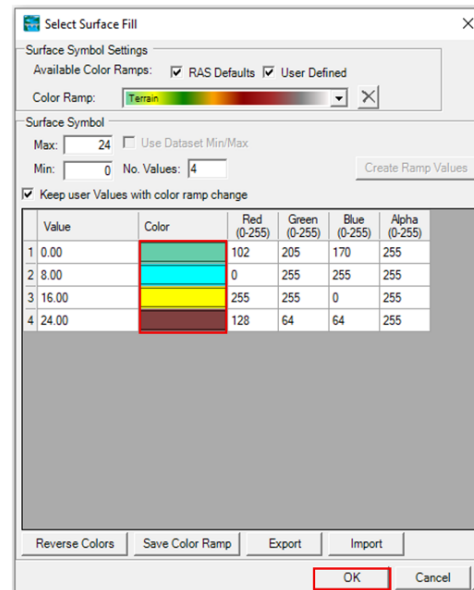 Select Surface Fill
Surface Symbol Settings
Available Color Ramps: RAS Defaults User Defined
Color Ramp: Terrain
Surface Symbol
Max: 24 Use Dataset Min/Max
Min: 0 No. Values: 4 Create Ramp Values
Keep user Values with color ramp change
Value Color Red (0-255) Green (0-255) Blue (0-255) Alpha (0-255)
1 0.00 102 205 170 255
2 8.00 0 255 255 255
3 16.00 255 255 0 255
4 24.00 128 64 64 255
Reverse Colors Save Color Ramp Export Import
OK Cancel